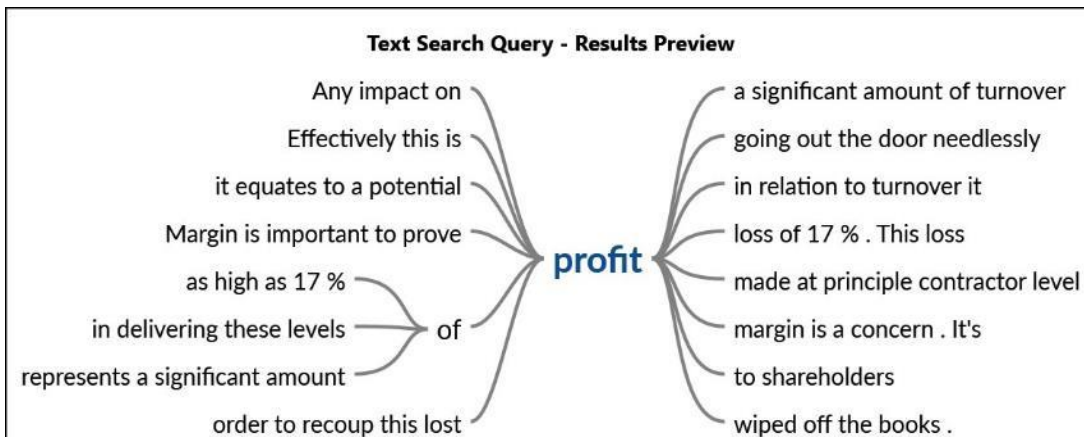 Text Search Query - Results Preview
Any impact on
Effectively this is
it equates to a potential
Margin is important to prove
as high as 17 %
in delivering these levels
represents a significant amount
of
order to recoup this lost
profit
a significant amount of turnover
going out the door needlessly
in relation to turnover it
loss of 17 % . This loss
made at principle contractor level
margin is a concern . It's
to shareholders
wiped off the books .